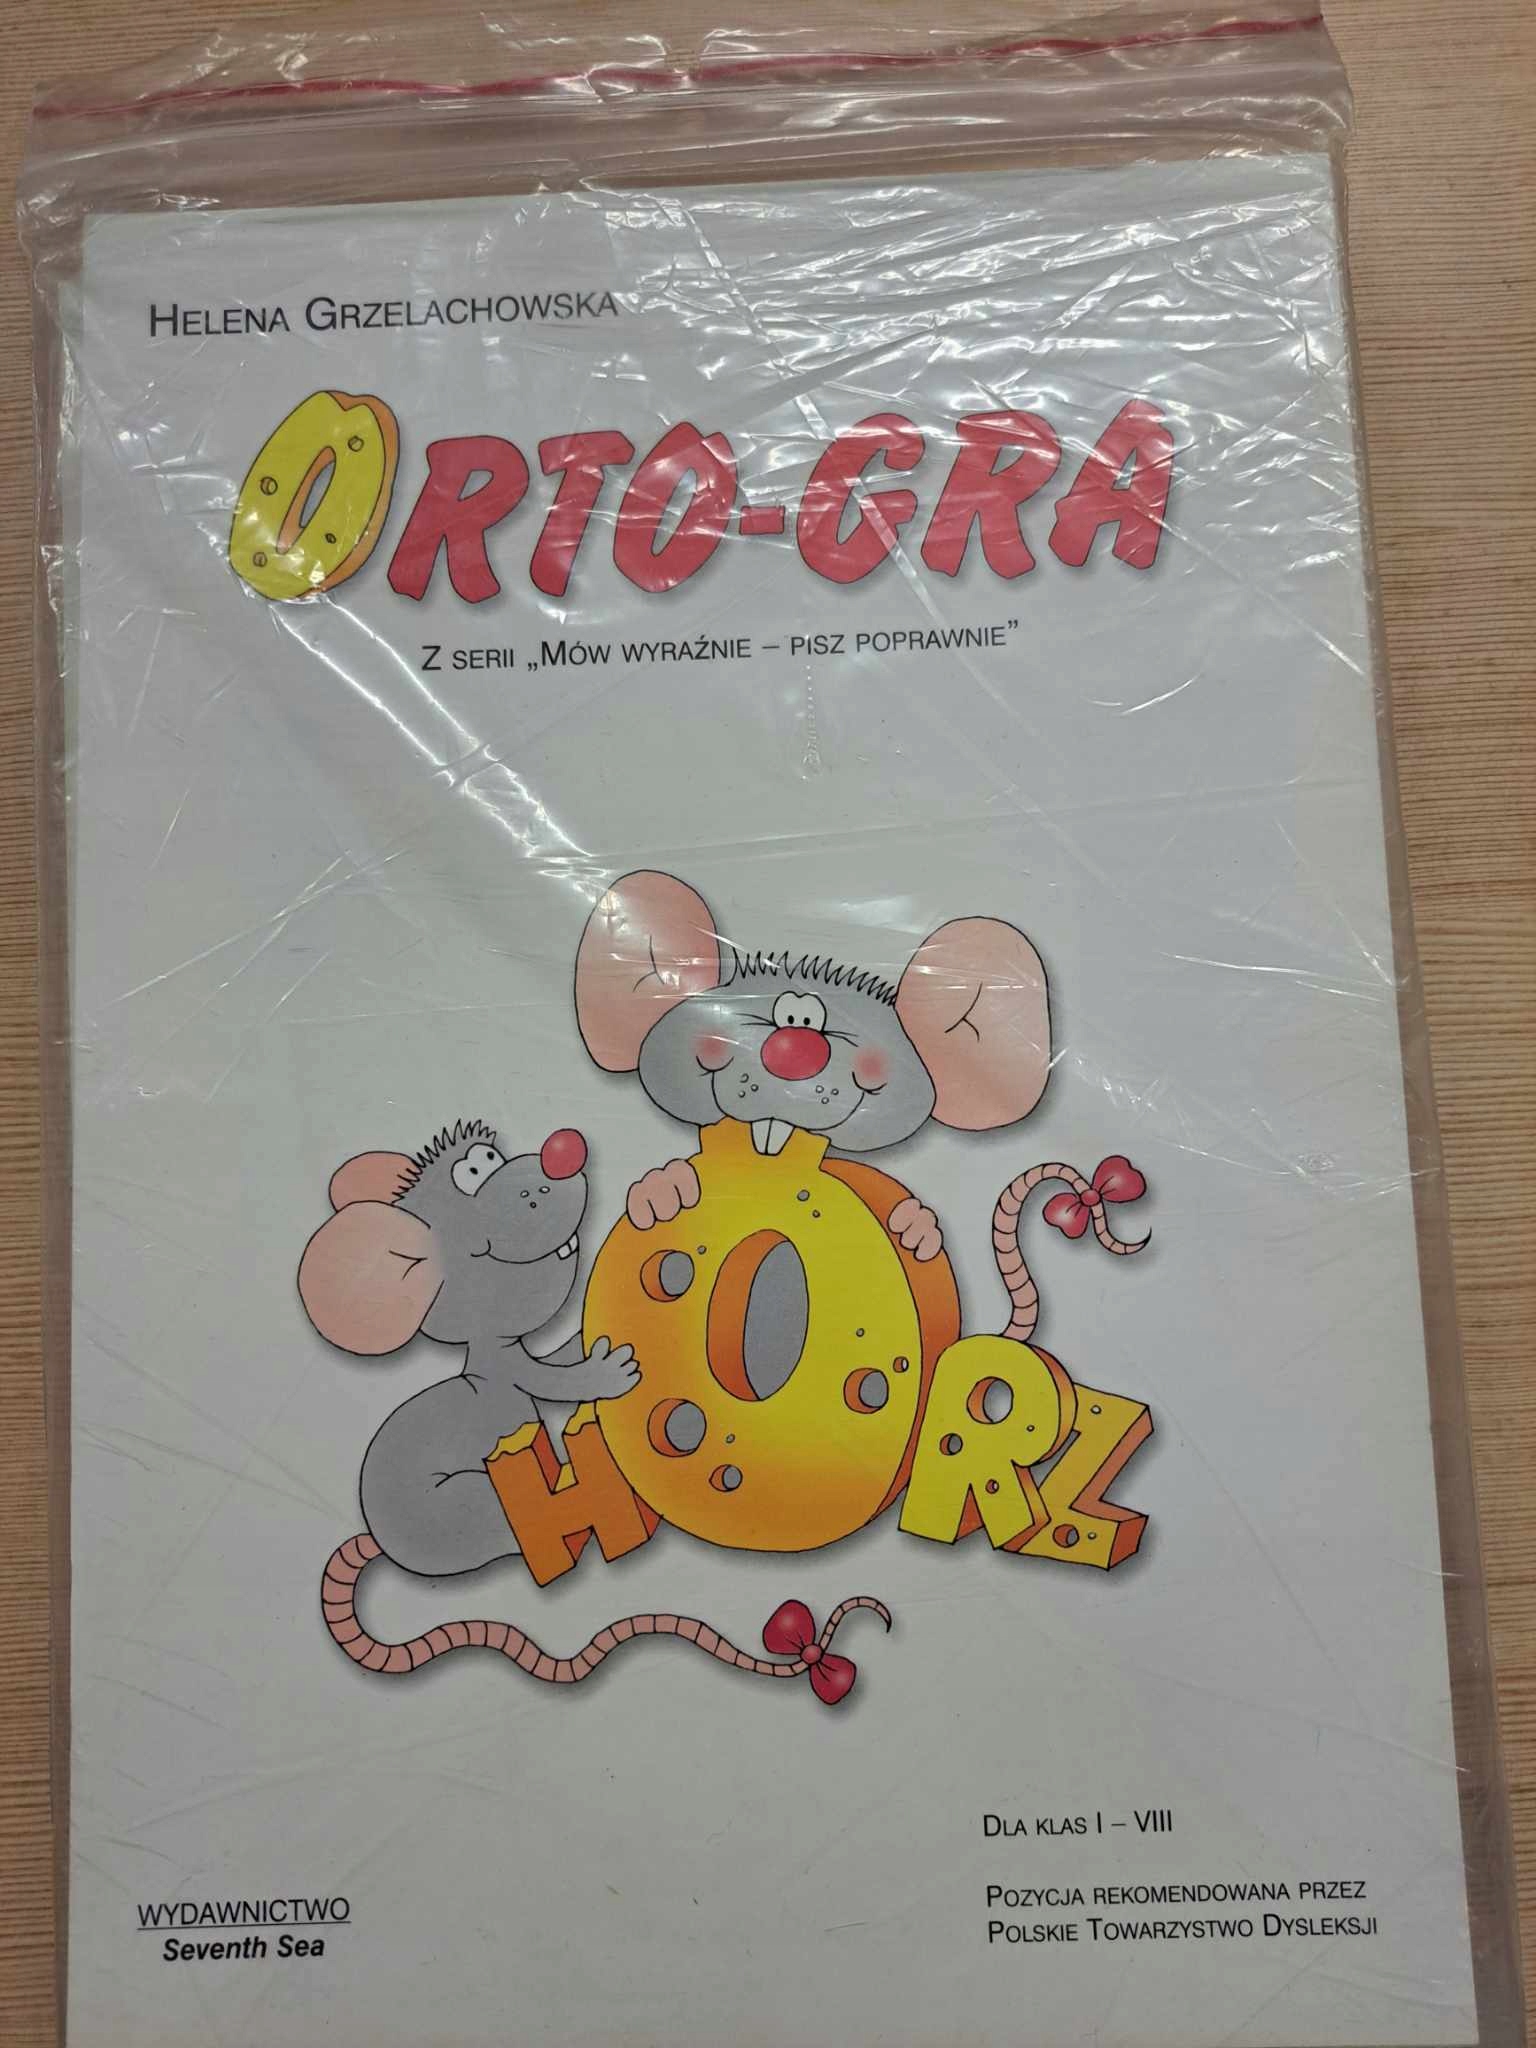 HELENA GRZELACHOWSKA
ORTO-GRA
Z SERII „MÓW WYRAŹNIE – PISZ POPRAWNIE”
H O RZ
DLA KLAS I – VIII
POZYCJA REKOMENDOWANA PRZEZ
POLSKIE TOWARZYSTWO DYSLEKSJI
WYDAWNICTWO
Seventh Sea